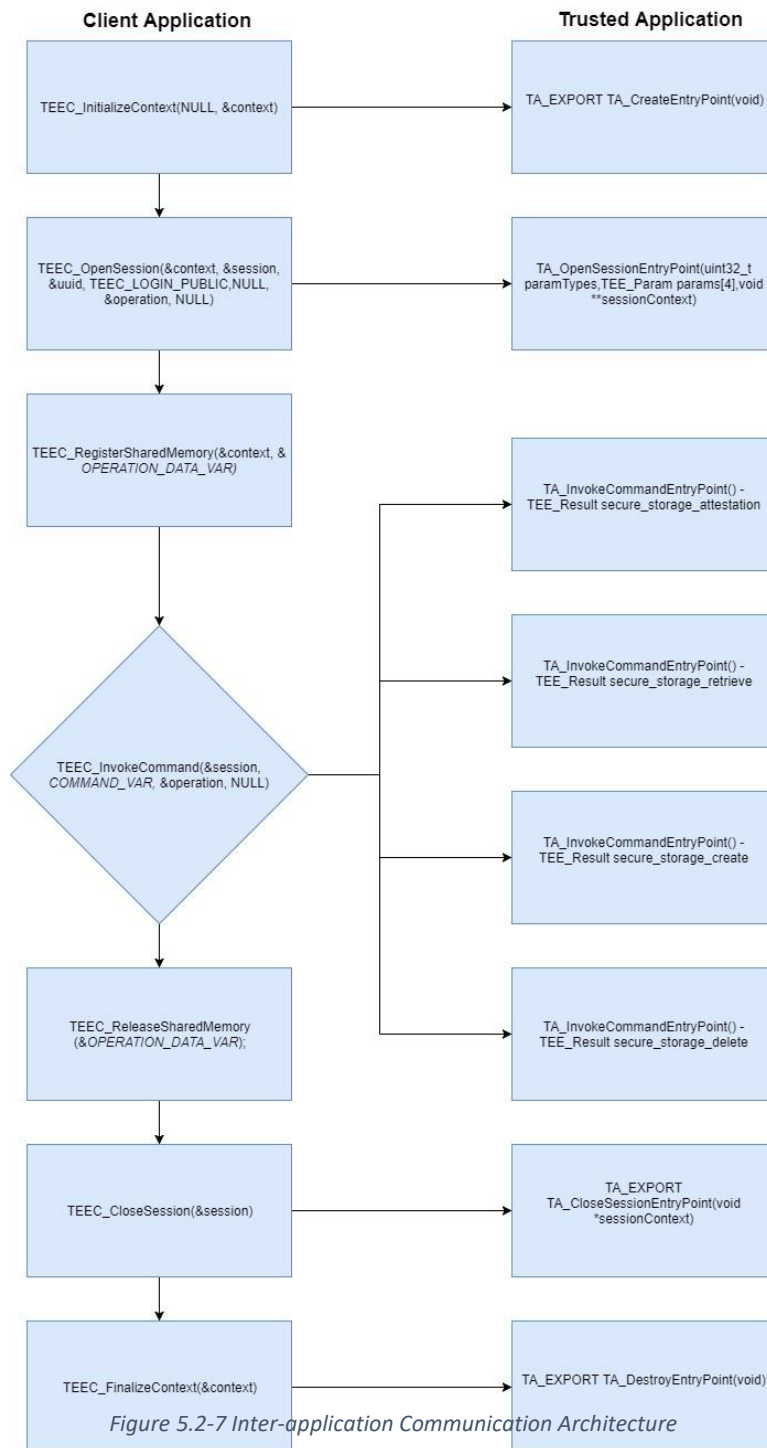 Client Application
Trusted Application
TEEC_InitializeContext(NULL, &context)
TA_EXPORT TA_CreateEntryPoint(void)
TEEC_OpenSession(&context, &session,
&uuid, TEEC_LOGIN_PUBLIC,NULL,
&operation, NULL)
TA_OpenSessionEntryPoint(uint32_t
paramTypes,TEE_Param params[4],void
**sessionContext)
TEEC_RegisterSharedMemory(&context, &
OPERATION_DATA_VAR)
TA_InvokeCommandEntryPoint() -
TEE_Result secure_storage_attestation
TA_InvokeCommandEntryPoint() -
TEE_Result secure_storage_retrieve
TEEC_InvokeCommand(&session,
COMMAND_VAR, &operation, NULL)
TA_InvokeCommandEntryPoint() -
TEE_Result secure_storage_create
TEEC_ReleaseSharedMemory
(&OPERATION_DATA_VAR);
TA_InvokeCommandEntryPoint() -
TEE_Result secure_storage_delete
TEEC_CloseSession(&session)
TA_EXPORT
TA_CloseSessionEntryPoint(void
*sessionContext)
TEEC_FinalizeContext(&context)
TA_EXPORT TA_DestroyEntryPoint(void)
Figure 5.2-7 Inter-application Communication Architecture